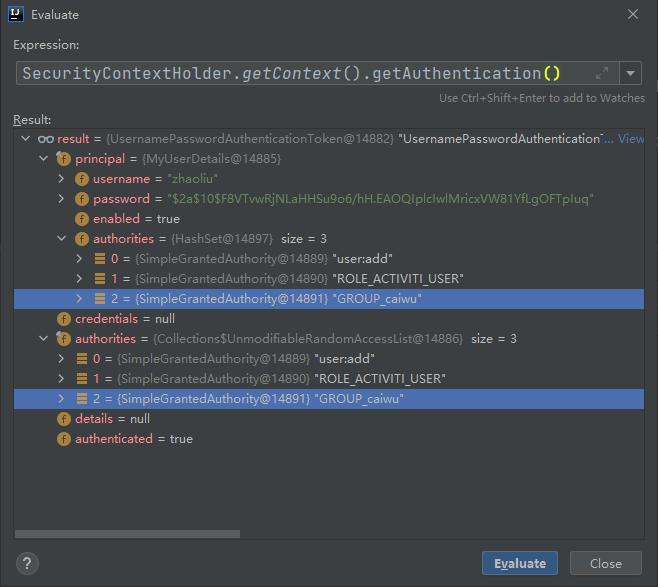 Evaluate
Expression:
SecurityContextHolder.getContext().getAuthentication()
Use Ctrl+Shift+Enter to add to Watches
Result:
result = {UsernamePasswordAuthenticationToken@14882} "UsernamePasswordAuthenticationT... View
f principal = {MyUserDetails@14885}
f username = "zhaoliu"
f password = "$2a$10$F8VTvwRjNLaHHSu9o6/hH.EAOQIplcIwlMricxVW81YfLgOFTpIuq"
f enabled = true
f authorities = {HashSet@14897} size = 3
0 = {SimpleGrantedAuthority@14889} "user:add"
1 = {SimpleGrantedAuthority@14890} "ROLE_ACTIVITI_USER"
2 = {SimpleGrantedAuthority@14891} "GROUP_caiwu"
f credentials = null
f authorities = {Collections$UnmodifiableRandomAccessList@14886} size = 3
0 = {SimpleGrantedAuthority@14889} "user:add"
1 = {SimpleGrantedAuthority@14890} "ROLE_ACTIVITI_USER"
2 = {SimpleGrantedAuthority@14891} "GROUP_caiwu"
f details = null
f authenticated = true
? Evaluate Close